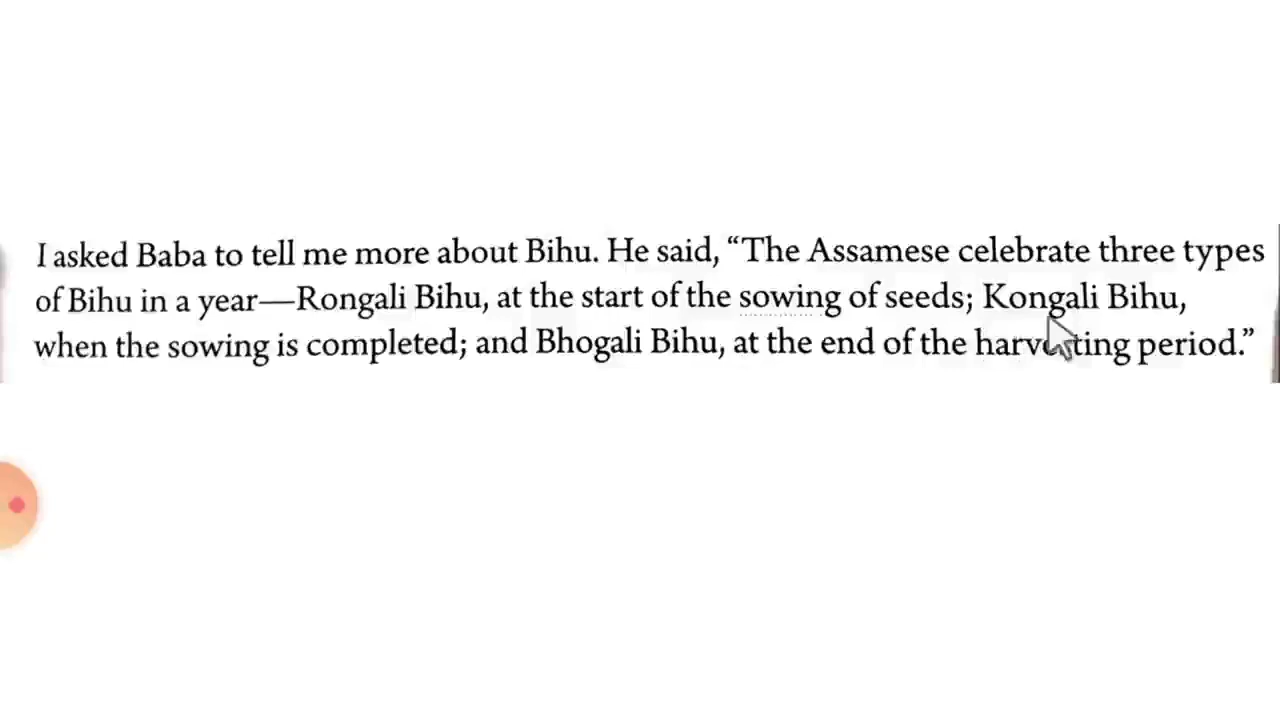 I asked Baba to tell me more about Bihu. He said, “The Assamese celebrate three types
of Bihu in a year—Rongali Bihu, at the start of the sowing of seeds; Kongali Bihu,
when the sowing is completed; and Bhogali Bihu, at the end of the harvesting period.”